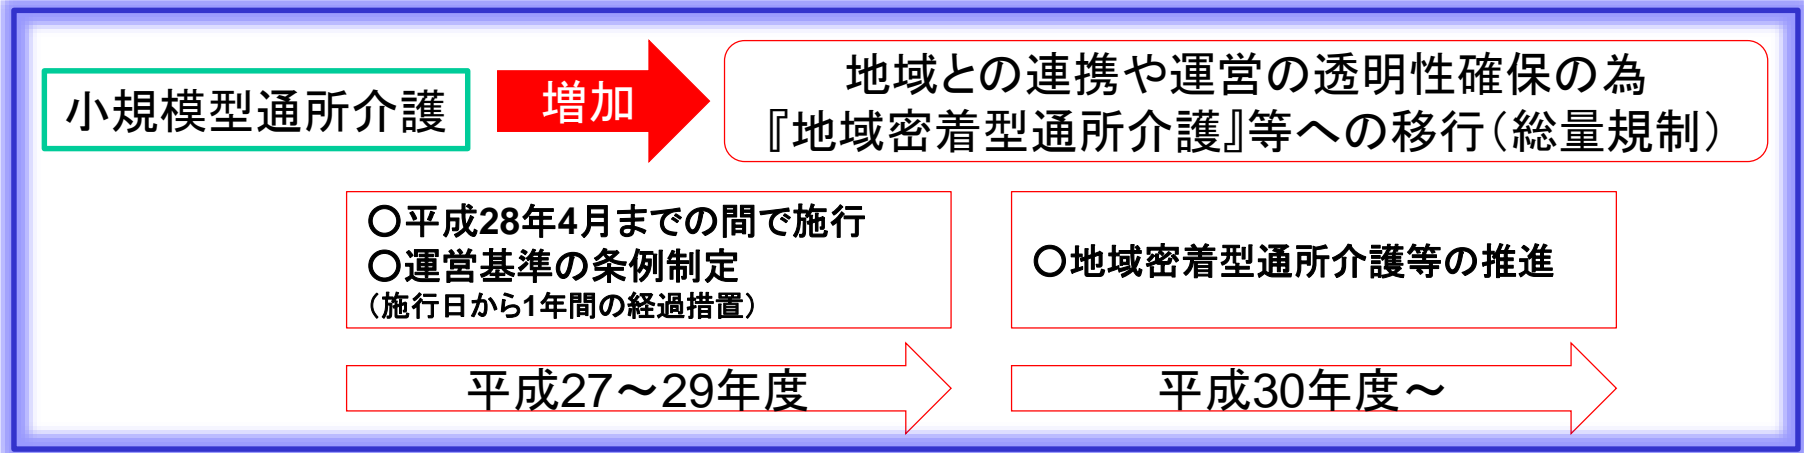 小規模型通所介護
増加
地域との連携や運営の透明性確保の為
『地域密着型通所介護』等への移行（総量規制）
〇平成28年4月までの間で施行
〇運営基準の条例制定
（施行日から1年間の経過措置）
〇地域密着型通所介護等の推進
平成27～29年度
平成30年度～